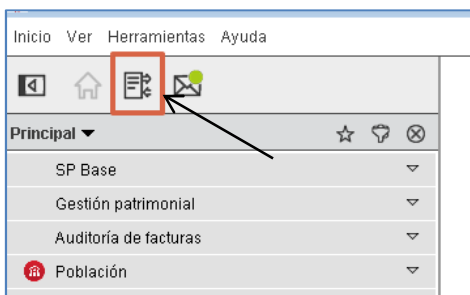 Inicio Ver Herramientas Ayuda
Principal
SP Base
Gestión patrimonial
Auditoría de facturas
Población